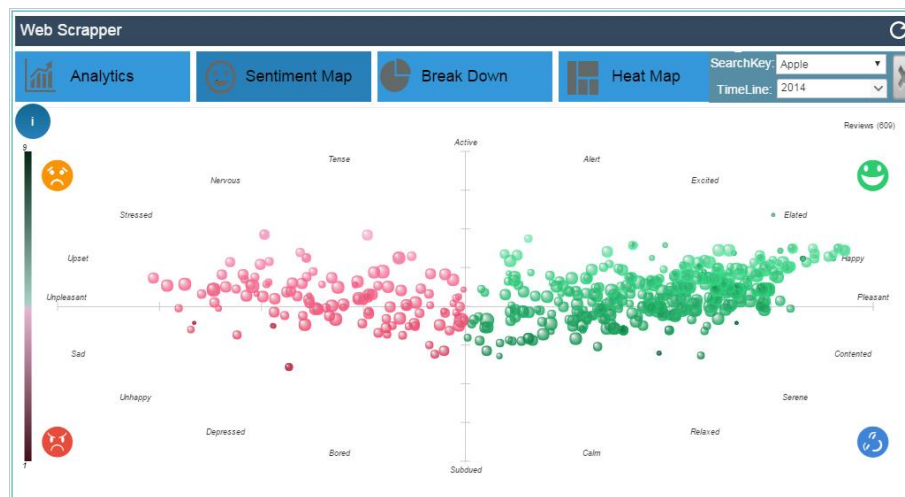 Web Scrapper
Analytics
Sentiment Map
Break Down
Heat Map
SearchKey: Apple
TimeLine: 2014
i
Reviews (609)
9
Active
Tense
Alert
Nervous
Excited
Stressed
Elated
Upset
Happy
Unpleasant
Pleasant
Sad
Contented
Unhappy
Serene
Depressed
Relaxed
Bored
Calm
1
Subdued